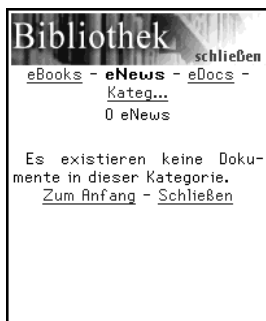 Bibliothek
schließen
eBooks - eNews - eDocs -
Kateg...
0 eNews
Es existieren keine Doku-
mente in dieser Kategorie.
Zum Anfang - Schließen